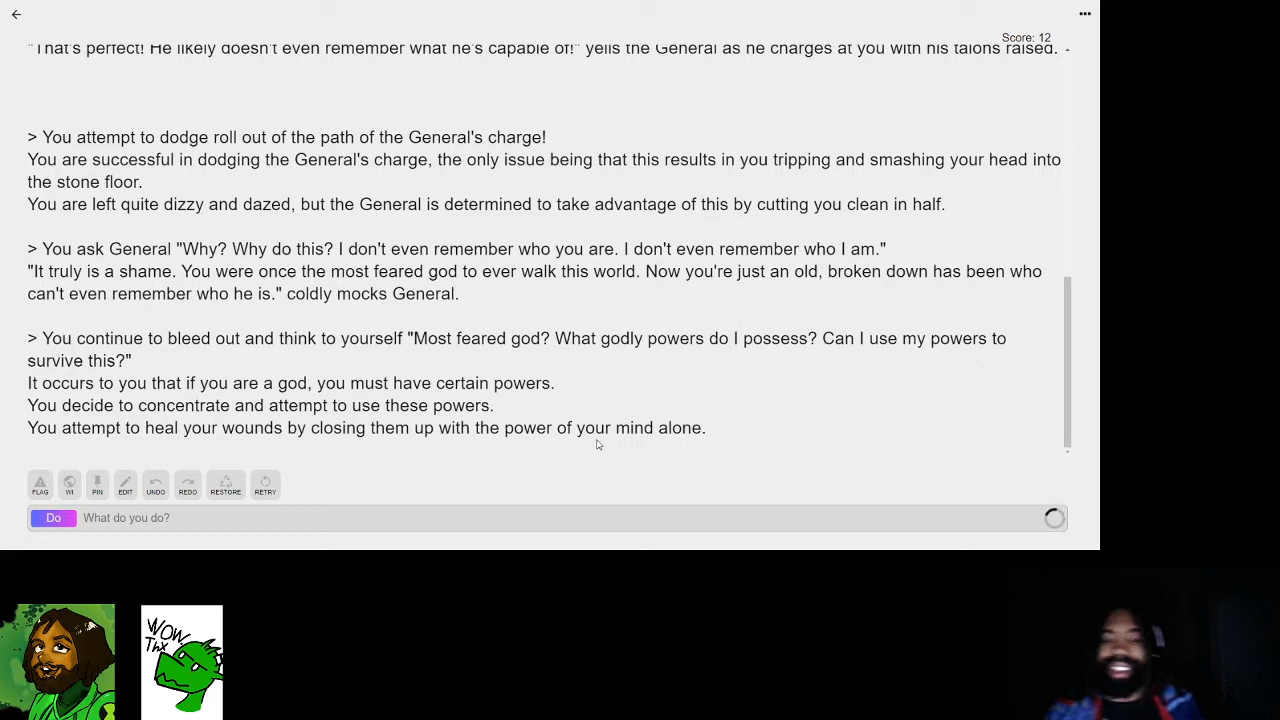 Score: 12
"That's perfect! He likely doesn't even remember what he's capable of!" yells the General as he charges at you with his talons raised.
> You attempt to dodge roll out of the path of the General's charge!
You are successful in dodging the General's charge, the only issue being that this results in you tripping and smashing your head into
the stone floor.
You are left quite dizzy and dazed, but the General is determined to take advantage of this by cutting you clean in half.
> You ask General "Why? Why do this? I don't even remember who you are. I don't even remember who I am."
"It truly is a shame. You were once the most feared god to ever walk this world. Now you're just an old, broken down has been who
can't even remember who he is." coldly mocks General.
> You continue to bleed out and think to yourself "Most feared god? What godly powers do I possess? Can I use my powers to
survive this?"
It occurs to you that if you are a god, you must have certain powers.
You decide to concentrate and attempt to use these powers.
You attempt to heal your wounds by closing them up with the power of your mind alone.
FLAG WI PIN EDIT UNDO REDO RESTORE RETRY
Do What do you do?
WOW
Thx